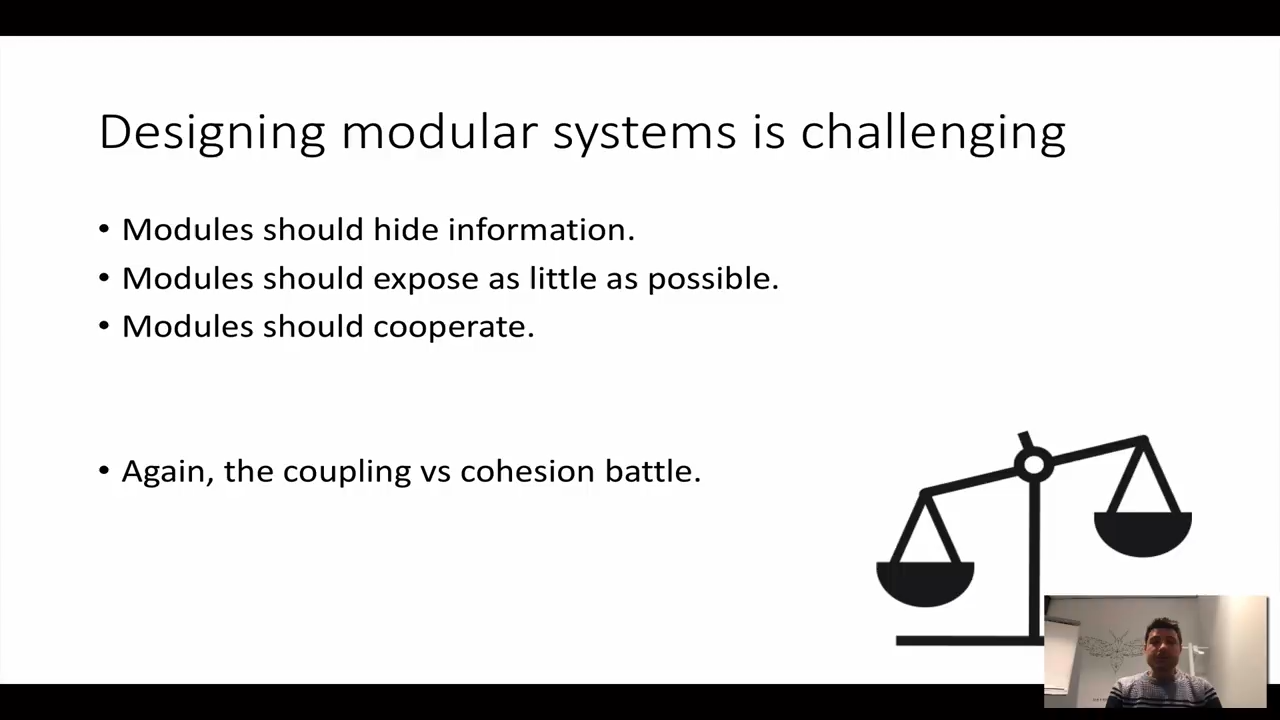 Designing modular systems is challenging
• Modules should hide information.
• Modules should expose as little as possible.
• Modules should cooperate.
• Again, the coupling vs cohesion battle.